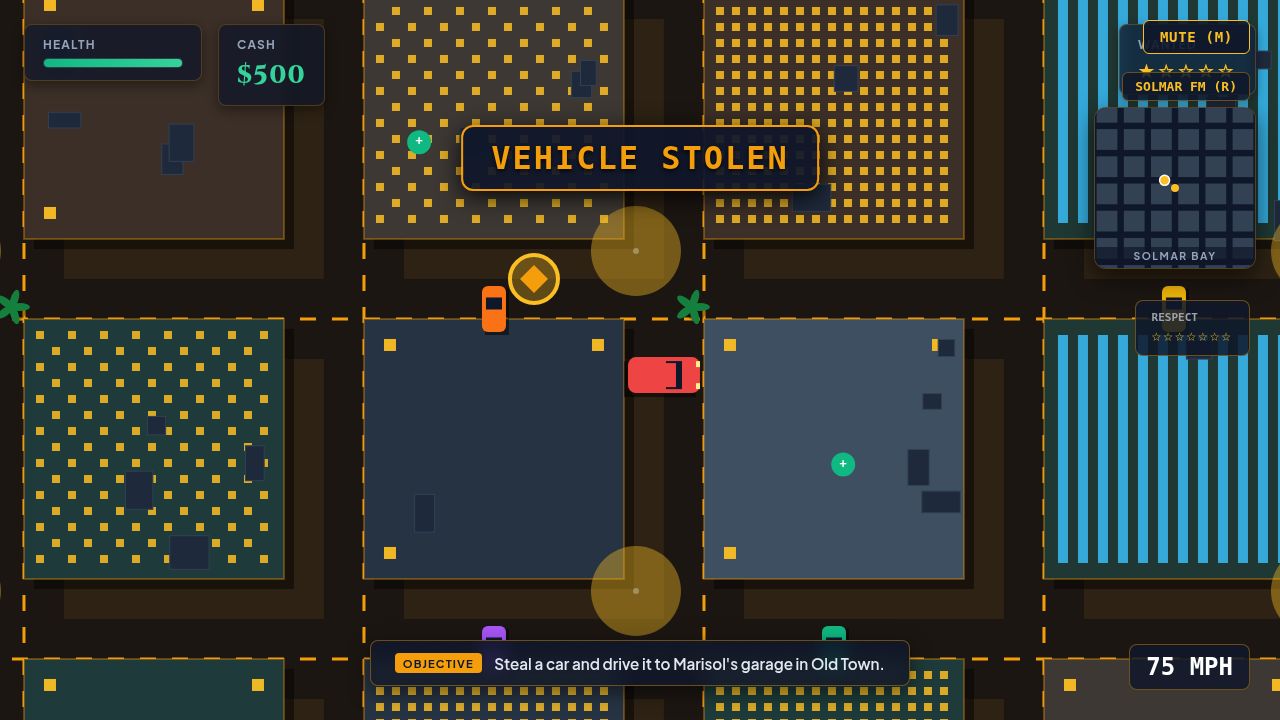 HEALTH
CASH
$500
WANTED
★☆☆☆☆
MUTE (M)
SOLMAR FM (R)
VEHICLE STOLEN
SOLMAR BAY
RESPECT
☆☆☆☆☆☆☆
OBJECTIVE Steal a car and drive it to Marisol's garage in Old Town.
75 MPH